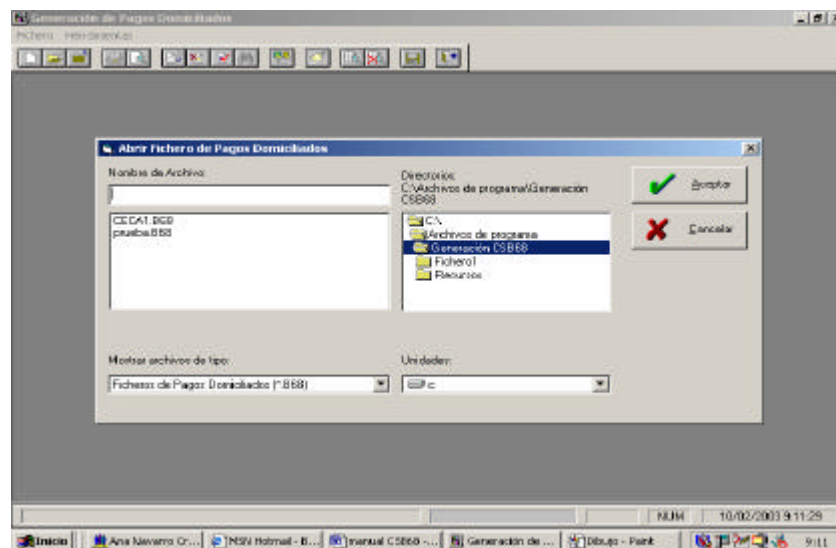 Generación de Pagos Domiciliados
Fichero Herramientas
Abrir Fichero de Pagos Domiciliados
Nombre de Archivo:
Directorios:
C:\Archivos de programa\Generación
CSB68
Aceptar
CECA1.B68
prueba.B68
C:\
Archivos de programa
Generación CSB68
Fichero1
Recursos
Cancelar
Mostrar archivos de tipo:
Unidades:
Ficheros de Pagos Domiciliados (*.B68)
c:
NUM
10/02/2003 9:11:29
Inicio
Ana Navarro Cr...
MSN Hotmail - B...
manual CSB68 -...
Generación de ...
Dibujo - Paint
9:11